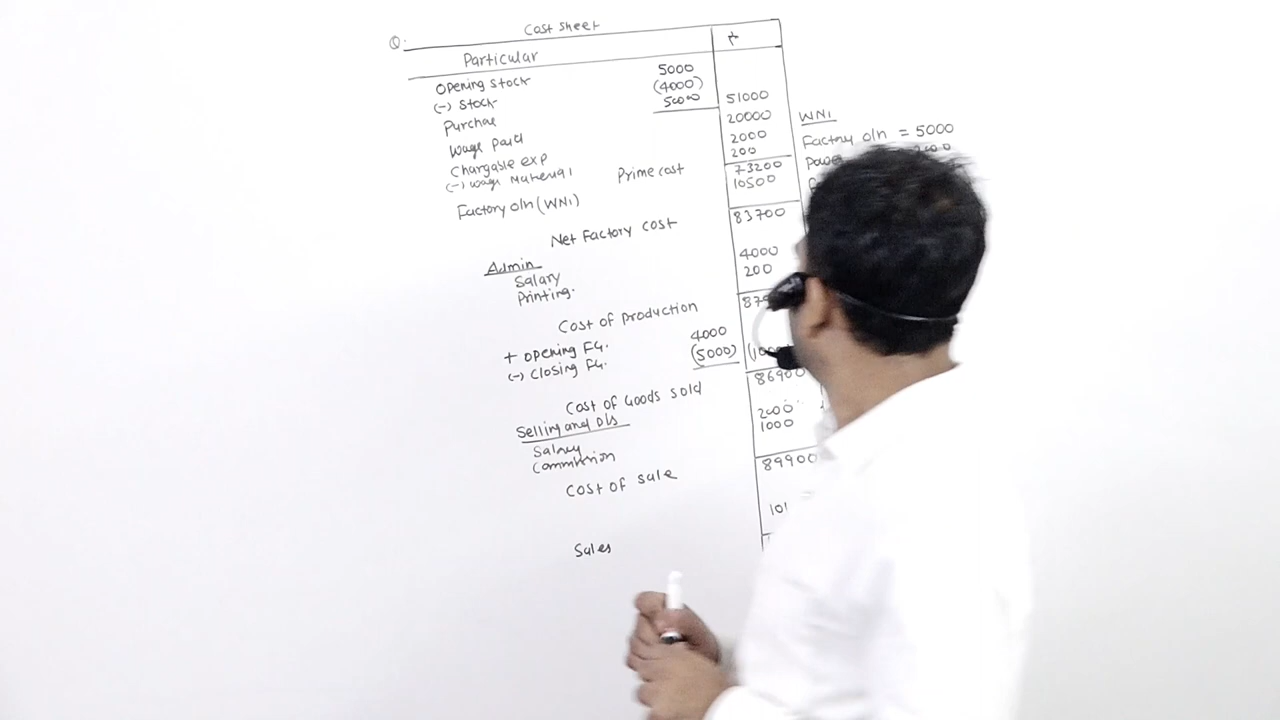 Q. Cost sheet
Particular ₹
Opening stock 5000
(-) Stock (4000)
Purchae 50000 51000
Wage paid 20000
Chargable exp 2000
(-) wage Material 200
Prime cost 73200
Factory o/n (WN1) 10500
Net Factory cost 83700
Admin
Salary 4000
Printing. 200
Cost of production
+ Opening FG. 4000
(-) Closing FG. (5000)
Cost of Goods sold 86900
Selling and Dis
Salary 2000
Commission 1000
Cost of sale 89900
Sales
WN1
Factory o/n = 5000